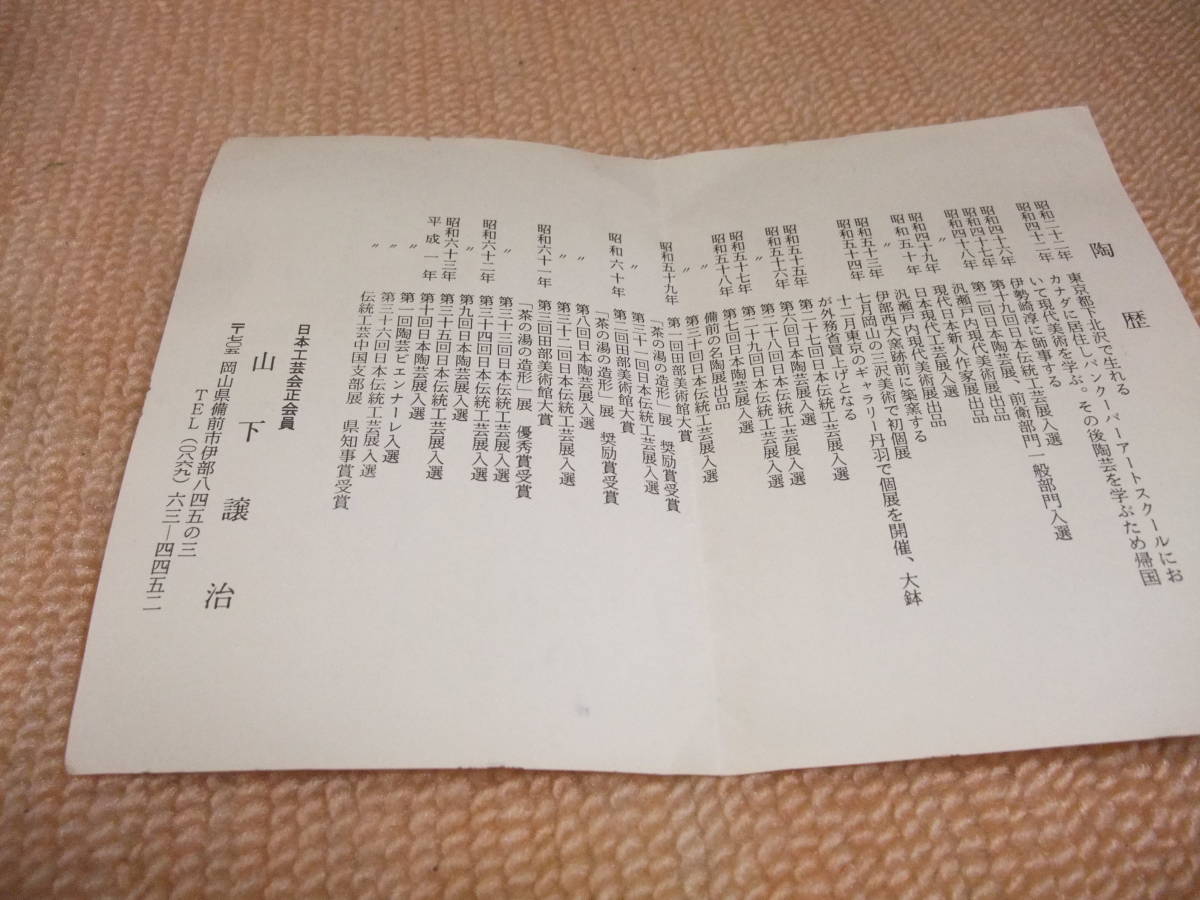 陶歴
昭和二十二年 東京都下北沢で生れる
昭和四十二年 カナダに居住しバンクーバーアートスクールにお
いて現代美術を学ぶ。その後陶芸を学ぶため帰国
昭和四十六年 伊勢崎淳に師事する
昭和四十七年 第十九回日本伝統工芸展入選
昭和四十八年 第二回日本陶芸展、前衛部門一般部門入選
〃 汎瀬戸内現代美術展出品
昭和四十九年 現代日本新人作家展出品
昭和五十年 日本現代工芸展入選
〃 汎瀬戸内現代美術展出品
昭和五十三年 伊部西大窯跡前に築窯する
昭和五十四年 七月岡山の三沢美術で初個展
十二月東京のギャラリー丹羽で個展を開催、大鉢
が外務省買上げとなる
昭和五十五年 第二十七回日本伝統工芸展入選
昭和五十六年 第六回日本陶芸展入選
〃 第二十八回日本伝統工芸展入選
昭和五十七年 第二十九回日本伝統工芸展入選
昭和五十八年 第七回日本陶芸展入選
〃 備前の名陶展出品
〃 第三十回日本伝統工芸展入選
昭和五十九年 第一回田部美術館大賞
「茶の湯の造形」展 奨励賞受賞
第三十一回日本伝統工芸展入選
昭和六十年 第二回田部美術館大賞
「茶の湯の造形」展 奨励賞受賞
〃 第八回日本陶芸展入選
〃 第三十二回日本伝統工芸展入選
昭和六十一年 第三回田部美術館大賞
「茶の湯の造形」展 優秀賞受賞
〃 第三十三回日本伝統工芸展入選
昭和六十二年 第三十四回日本伝統工芸展入選
〃 第九回日本陶芸展入選
昭和六十三年 第三十五回日本伝統工芸展入選
平成一年 第十回日本陶芸展入選
〃 第一回陶芸ビエンナーレ入選
〃 第三十六回日本伝統工芸展入選
〃 伝統工芸中国支部展 県知事賞受賞
日本工芸会正会員
山下譲治
〒七〇五 岡山県備前市伊部八四五の三
TEL(〇八六九)六三ー四四五二